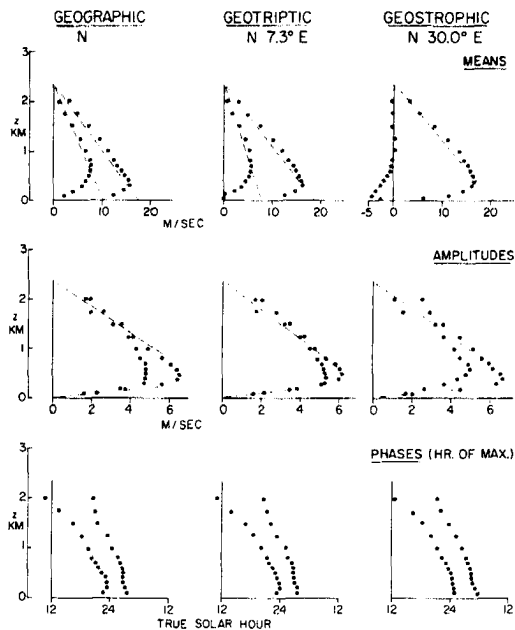 GEOGRAPHIC GEOTRIPTIC GEOSTROPHIC
N N 7.3° E N 30.0° E
MEANS
3
2
Z
KM
1
0
0 10 20 0 10 20 -5 0 10 20
M/SEC
AMPLITUDES
3
2
Z
KM
1
0
0 2 4 6 0 2 4 6 0 2 4 6
M/SEC
PHASES (HR. OF MAX.)
3
2
Z
KM
1
0
12 24 12 12 24 12 12 24 12
TRUE SOLAR HOUR